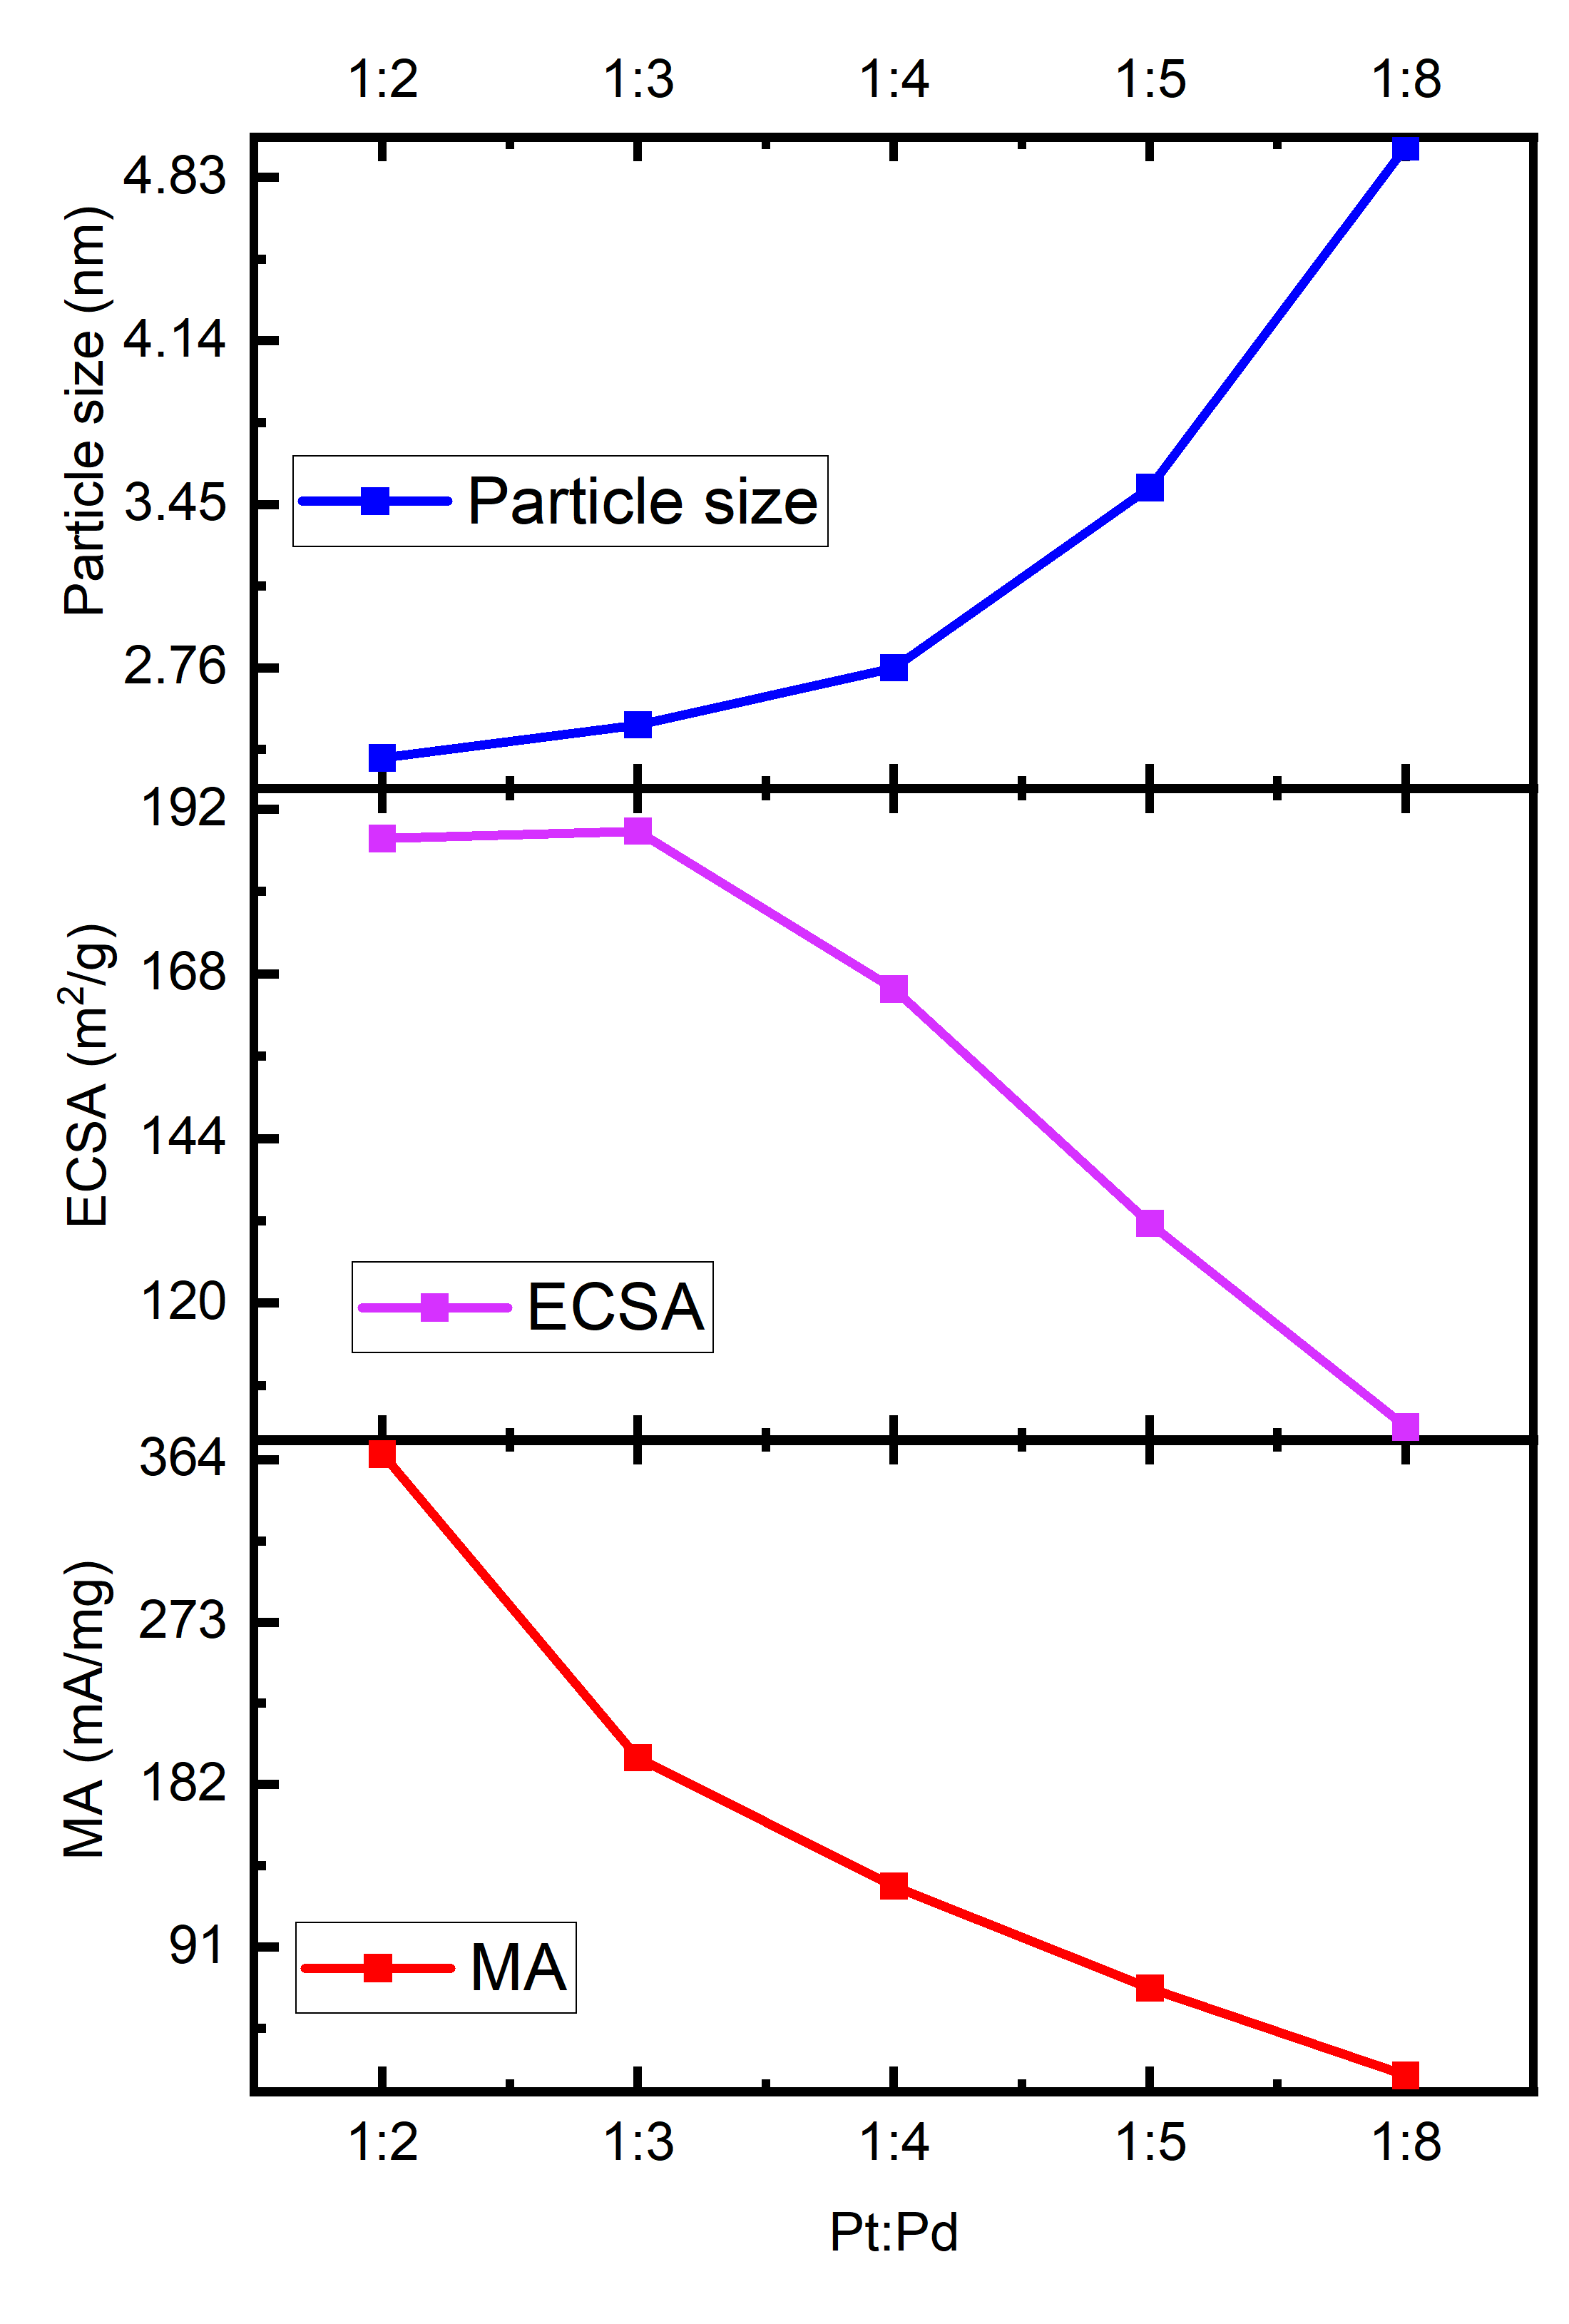 1:2 1:3 1:4 1:5 1:8
Particle size (nm)
4.83
4.14
3.45
2.76
Particle size
ECSA (m²/g)
192
168
144
120
ECSA
MA (mA/mg)
364
273
182
91
MA
1:2 1:3 1:4 1:5 1:8
Pt:Pd